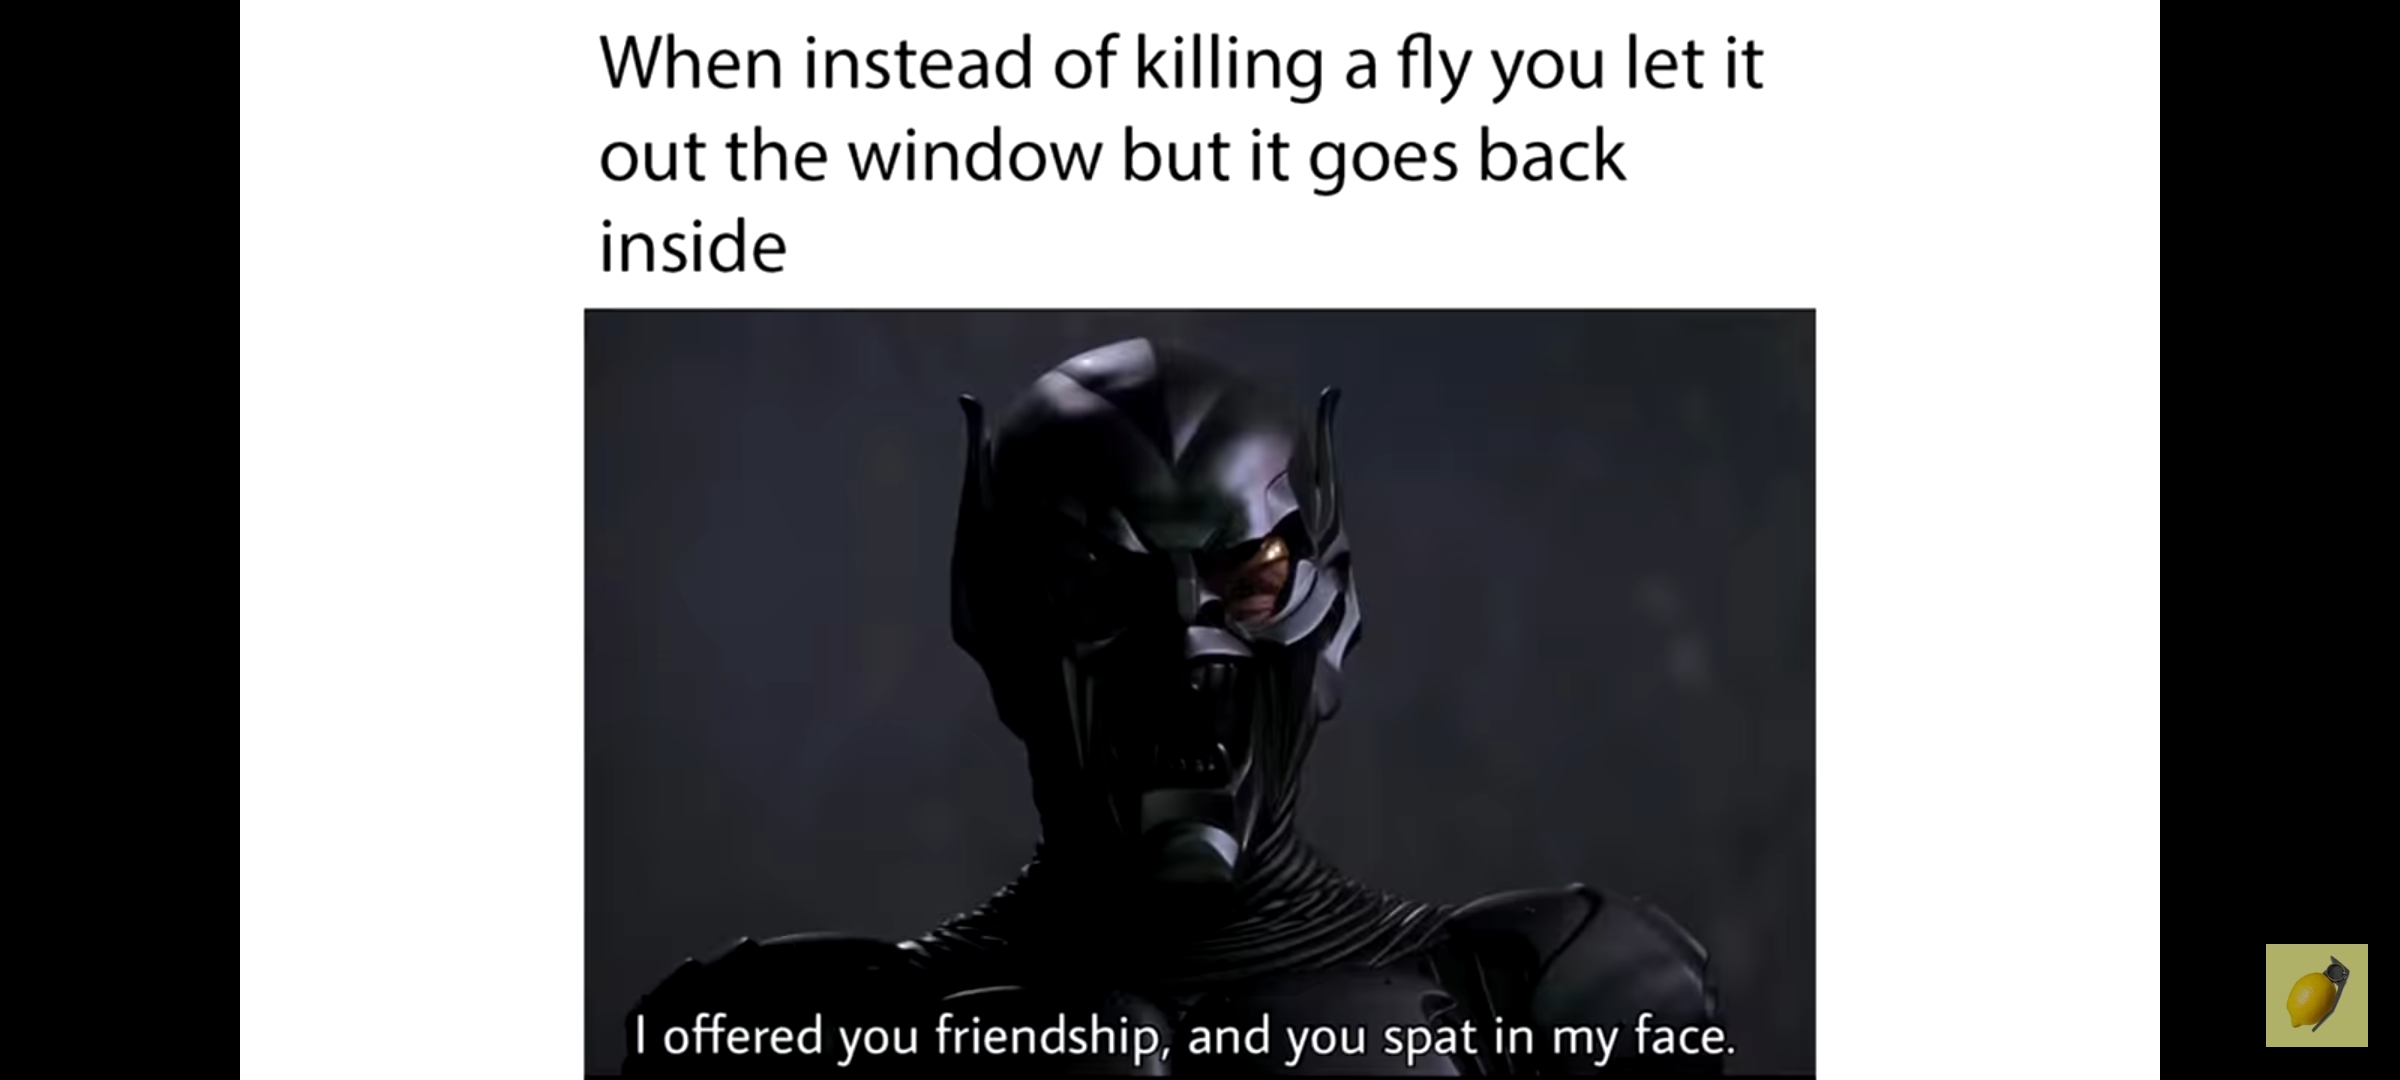 When instead of killing a fly you let it
out the window but it goes back
inside
I offered you friendship, and you spat in my face.